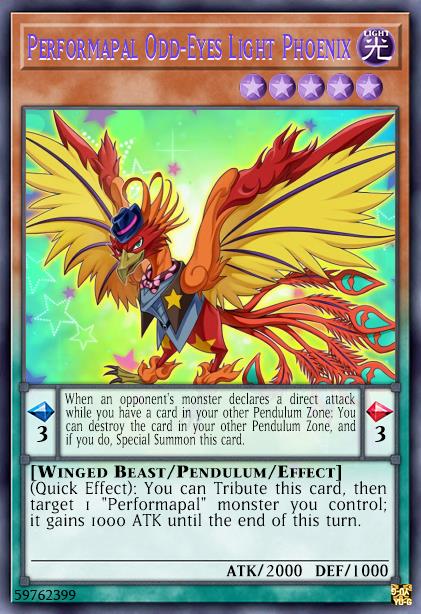 Performapal Odd-Eyes Light Phoenix
LIGHT
光
When an opponent's monster declares a direct attack
while you have a card in your other Pendulum Zone: You
can destroy the card in your other Pendulum Zone, and
if you do, Special Summon this card.
3
3
[Winged Beast/Pendulum/Effect]
(Quick Effect): You can Tribute this card, then
target 1 "Performapal" monster you control;
it gains 1000 ATK until the end of this turn.
ATK/2000 DEF/1000
59762399